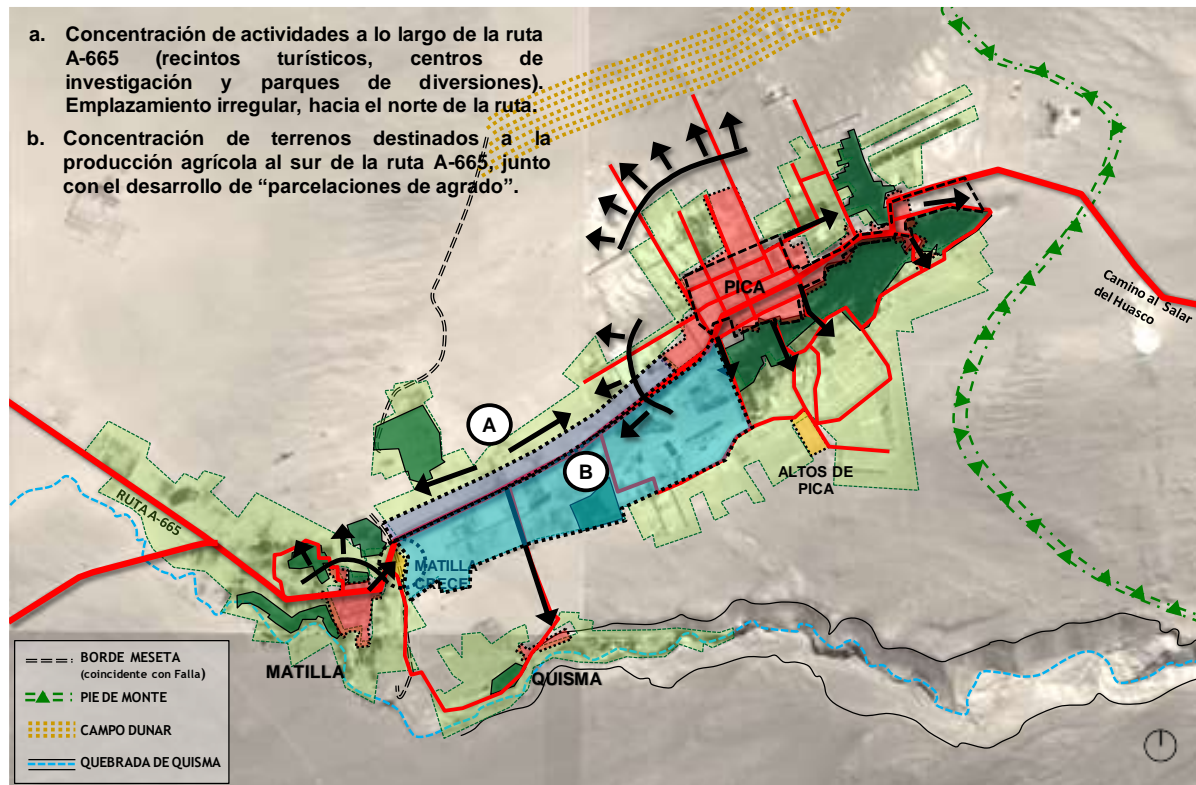 a. Concentración de actividades a lo largo de la ruta
A-665 (recintos turísticos, centros de
investigación y parques de diversiones).
Emplazamiento irregular, hacia el norte de la ruta.
b. Concentración de terrenos destinados a la
producción agrícola al sur de la ruta A-665, junto
con el desarrollo de “parcelaciones de agrado”.
PICA
Camino al Salar
del Huasco
A
B
ALTOS DE
PICA
RUTA A-665
MATILLA
CRECE
MATILLA
QUISMA
BORDE MESETA
(coincidente con Falla)
PIE DE MONTE
CAMPO DUNAR
QUEBRADA DE QUISMA